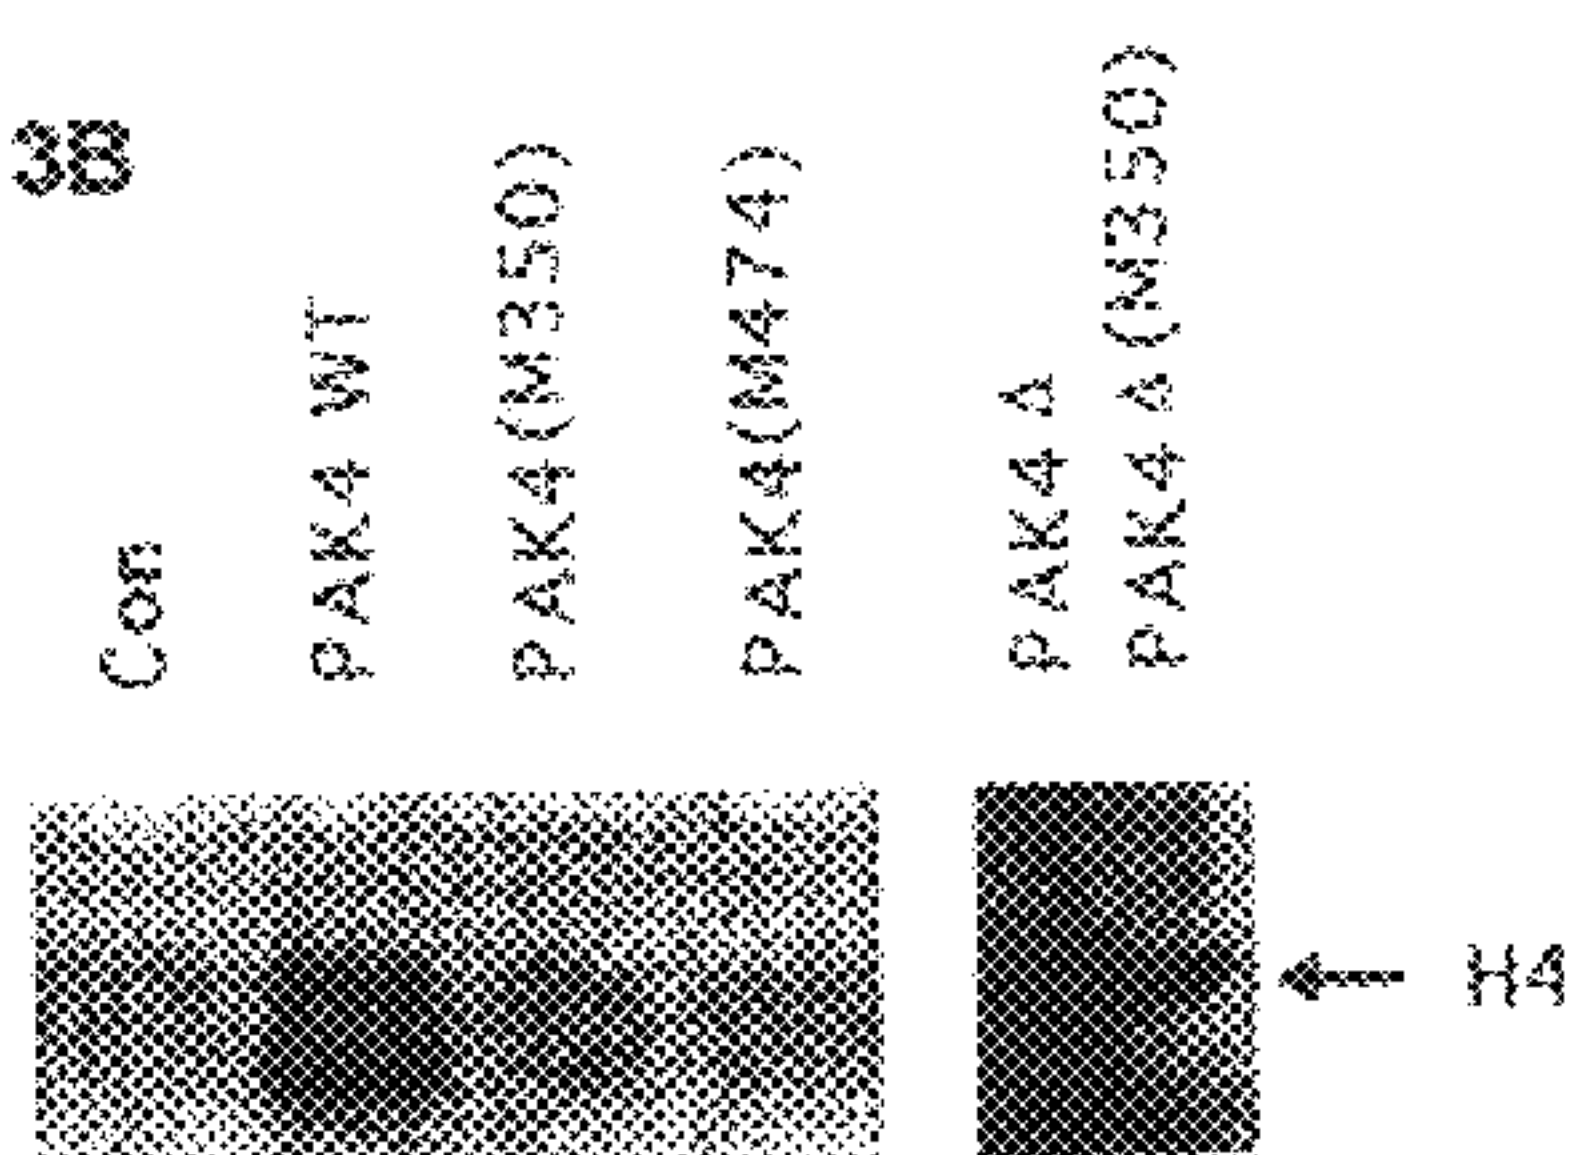 3B
Con
PAK4 WT
PAK4(M350)
PAK4(M474)
PAK4 Δ
PAK4 Δ(M350)
H4